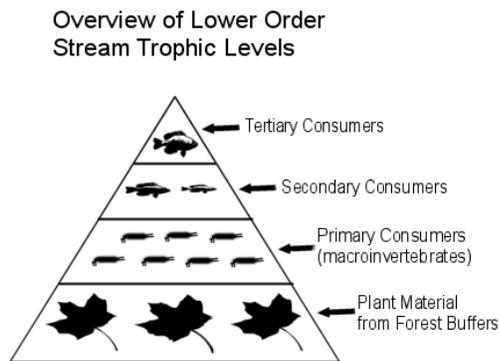 Overview of Lower Order
Stream Trophic Levels
Tertiary Consumers
Secondary Consumers
Primary Consumers
(macroinvertebrates)
Plant Material
from Forest Buffers